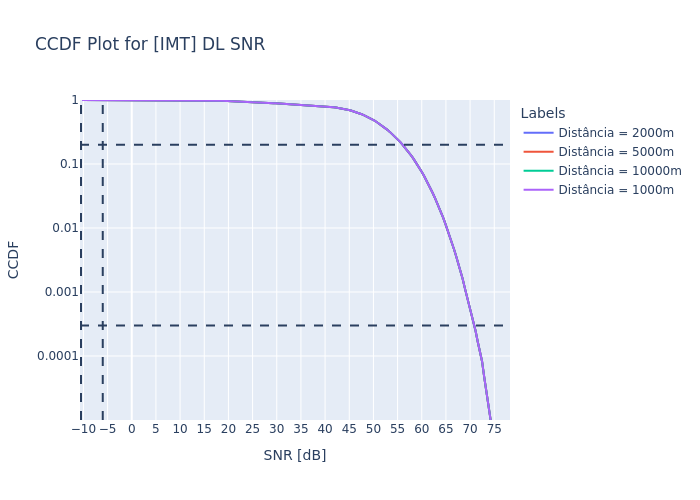 CCDF Plot for [IMT] DL SNR
Labels
Distância = 2000m
Distância = 5000m
Distância = 10000m
Distância = 1000m
CCDF
1
0.1
0.01
0.001
0.0001
−10 −5 0 5 10 15 20 25 30 35 40 45 50 55 60 65 70 75
SNR [dB]